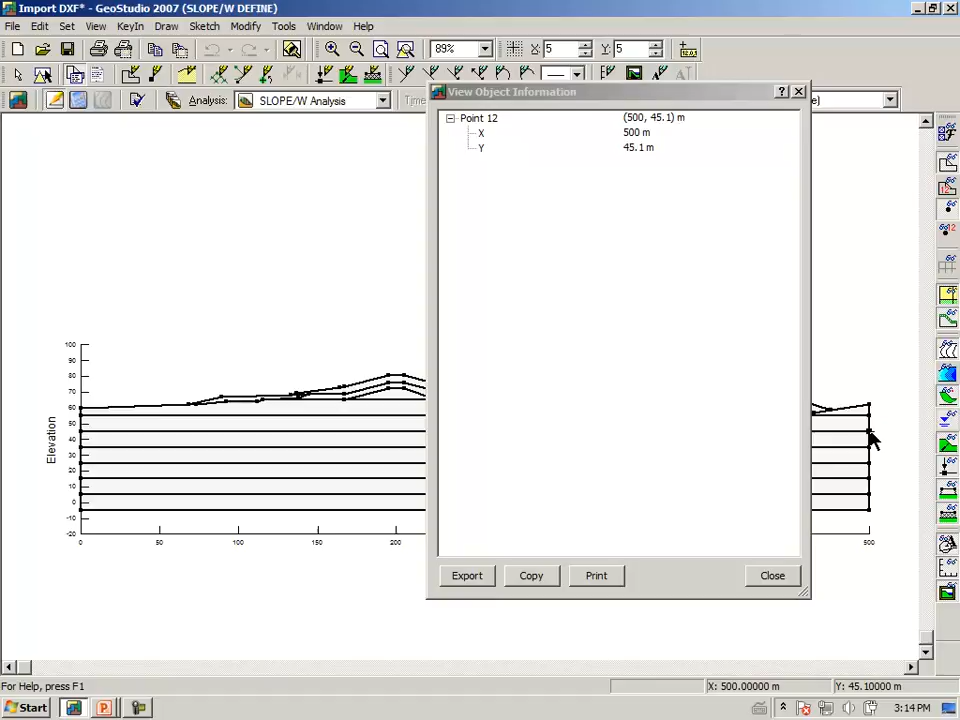 Import DXF* - GeoStudio 2007 (SLOPE/W DEFINE)
File Edit Set View KeyIn Draw Sketch Modify Tools Window Help
89% X: 5 Y: 5
Analysis: SLOPE/W Analysis Time
View Object Information
Point 12 (500, 45.1) m
X 500 m
Y 45.1 m
Export Copy Print Close
Elevation
100
90
80
70
60
50
40
30
20
10
0
-10
-20
0 50 100 150 200 500
For Help, press F1 X: 500.00000 m Y: 45.10000 m
Start 3:14 PM